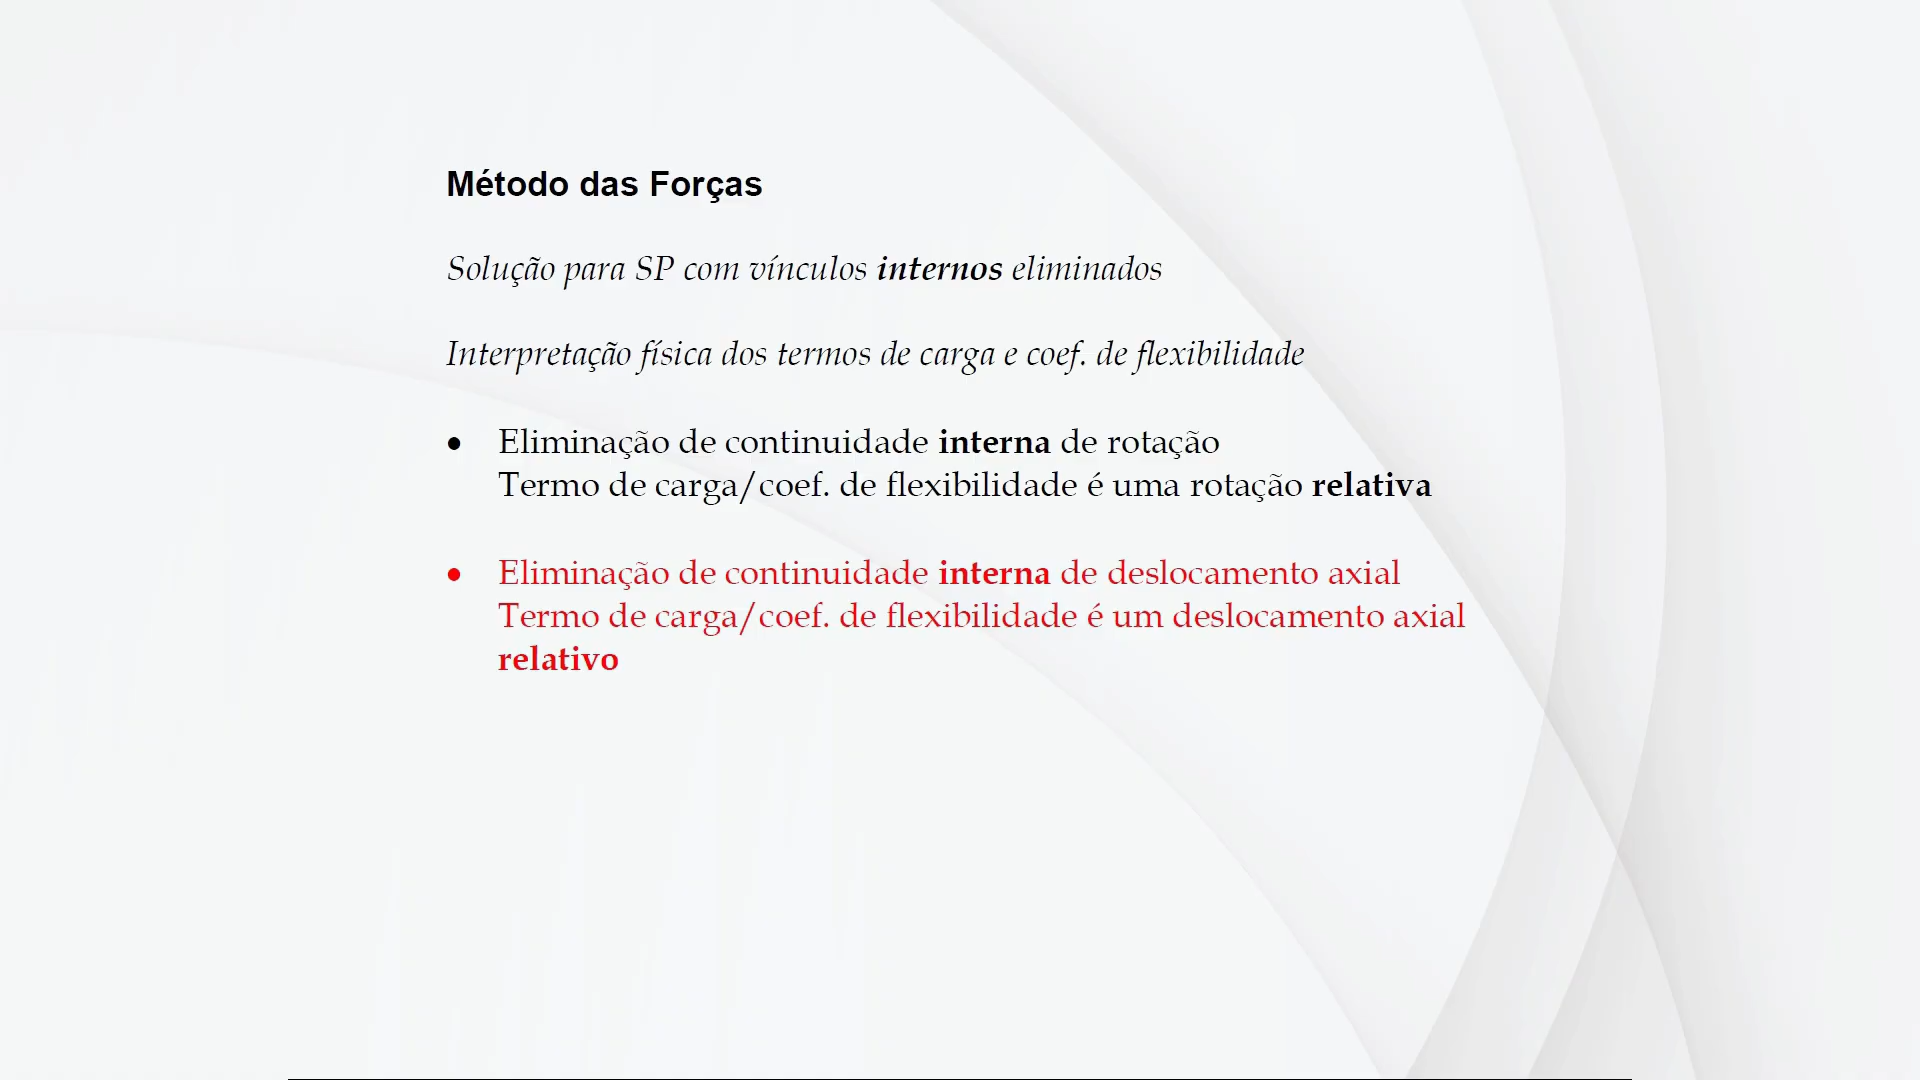 Método das Forças
Solução para SP com vínculos internos eliminados
Interpretação física dos termos de carga e coef. de flexibilidade
• Eliminação de continuidade interna de rotação
Termo de carga/coef. de flexibilidade é uma rotação relativa
• Eliminação de continuidade interna de deslocamento axial
Termo de carga/coef. de flexibilidade é um deslocamento axial
relativo